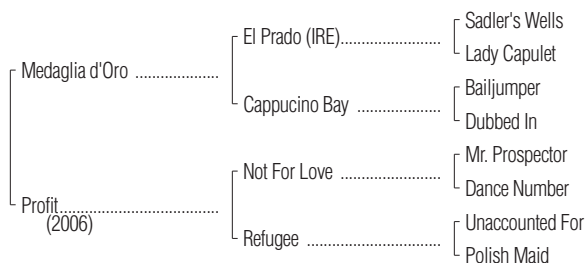 Sadler's Wells
El Prado (IRE)
Lady Capulet
Medaglia d'Oro
Bailjumper
Cappucino Bay
Dubbed In
Mr. Prospector
Not For Love
Dance Number
Profit
(2006)
Unaccounted For
Refugee
Polish Maid